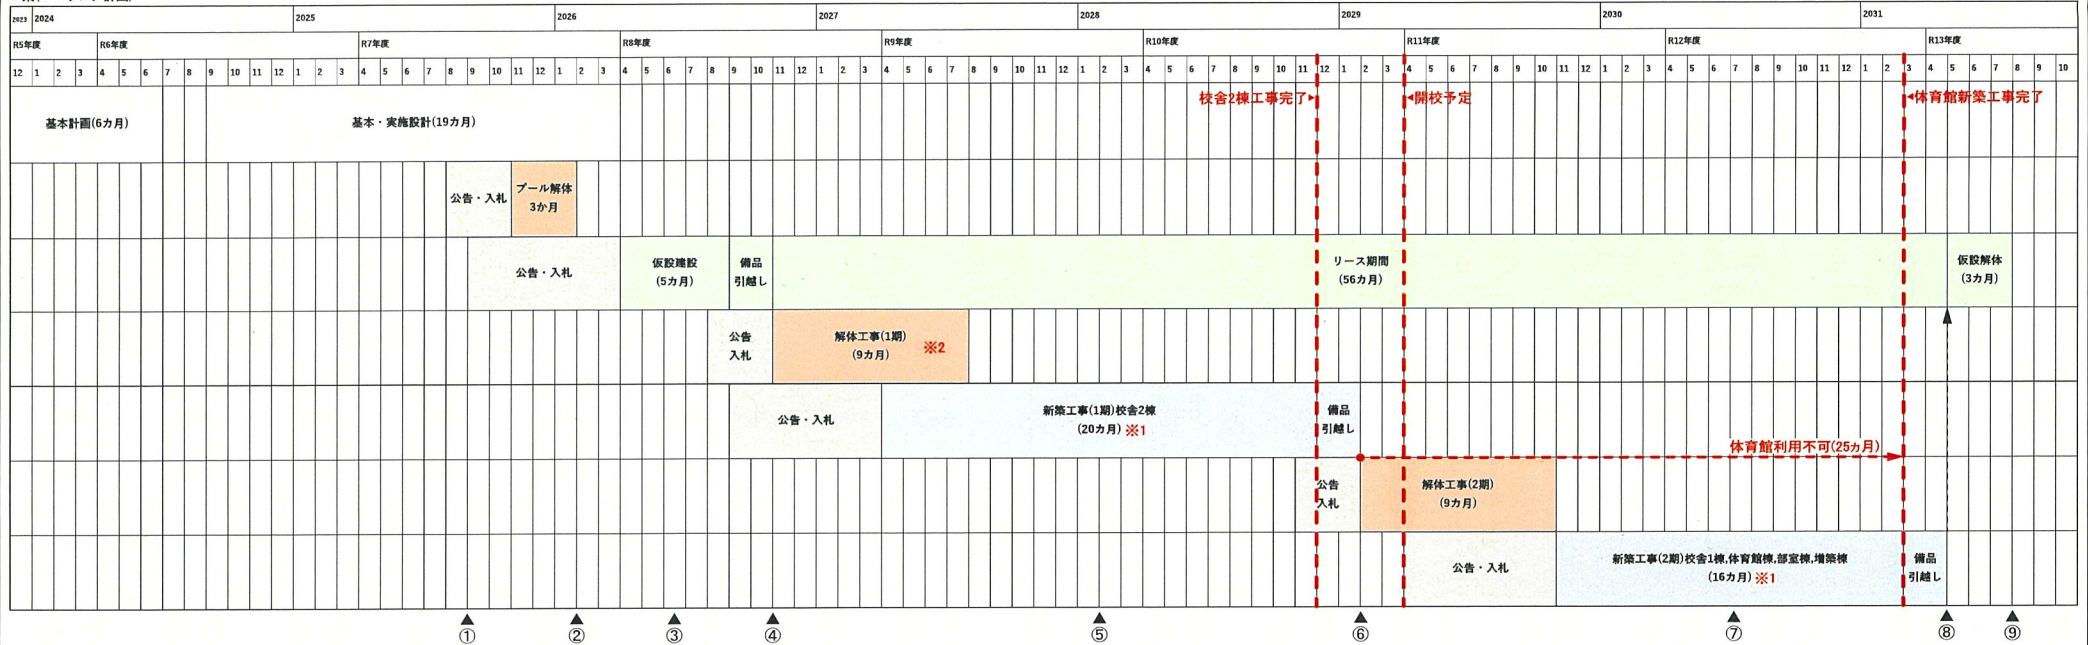 2023 2024 2025 2026 2027 2028 2029 2030 2031
R5年度 R6年度 R7年度 R8年度 R9年度 R10年度 R11年度 R12年度 R13年度
12 1 2 3 4 5 6 7 8 9 10 11 12 1 2 3 4 5 6 7 8 9 10 11 12 1 2 3 4 5 6 7 8 9 10 11 12 1 2 3 4 5 6 7 8 9 10 11 12 1 2 3 4 5 6 7 8 9 10 11 12 1 2 3 4 5 6 7 8 9 10 11 12 1 2 3 4 5 6 7 8 9 10 11 12 1 2 3 4 5 6 7 8 9 10
校舎2棟工事完了 開校予定 体育館新築工事完了
基本計画(6カ月) 基本・実施設計(19カ月)
公告・入札
プール解体
3か月
公告・入札
仮設建設
(5カ月)
備品
引越し
リース期間
(56カ月)
仮設解体
(3カ月)
公告
入札
解体工事(1期)
(9カ月)
※2
公告・入札
新築工事(1期)校舎2棟
(20カ月)※1
備品
引越し
体育館利用不可(25ヵ月)
公告
入札
解体工事(2期)
(9カ月)
公告・入札
新築工事(2期)校舎1棟,体育館棟,部室棟,増築棟
(16カ月)※1
備品
引越し
① ② ③ ④ ⑤ ⑥ ⑦ ⑧ ⑨